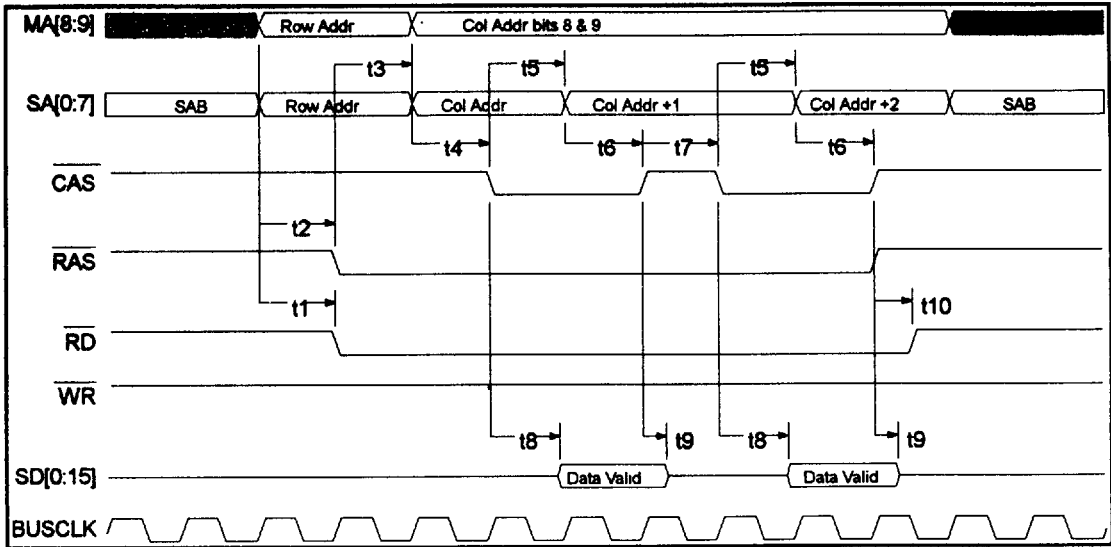 MA[8:9] Row Addr Col Addr bits 8 & 9
t3 t5 t5
SA[0:7] SAB Row Addr Col Addr Col Addr +1 Col Addr +2 SAB
t4 t6 t7 t6
CAS
t2
RAS
t1 t10
RD
WR
t8 t9 t8 t9
SD[0:15] Data Valid Data Valid
BUSCLK